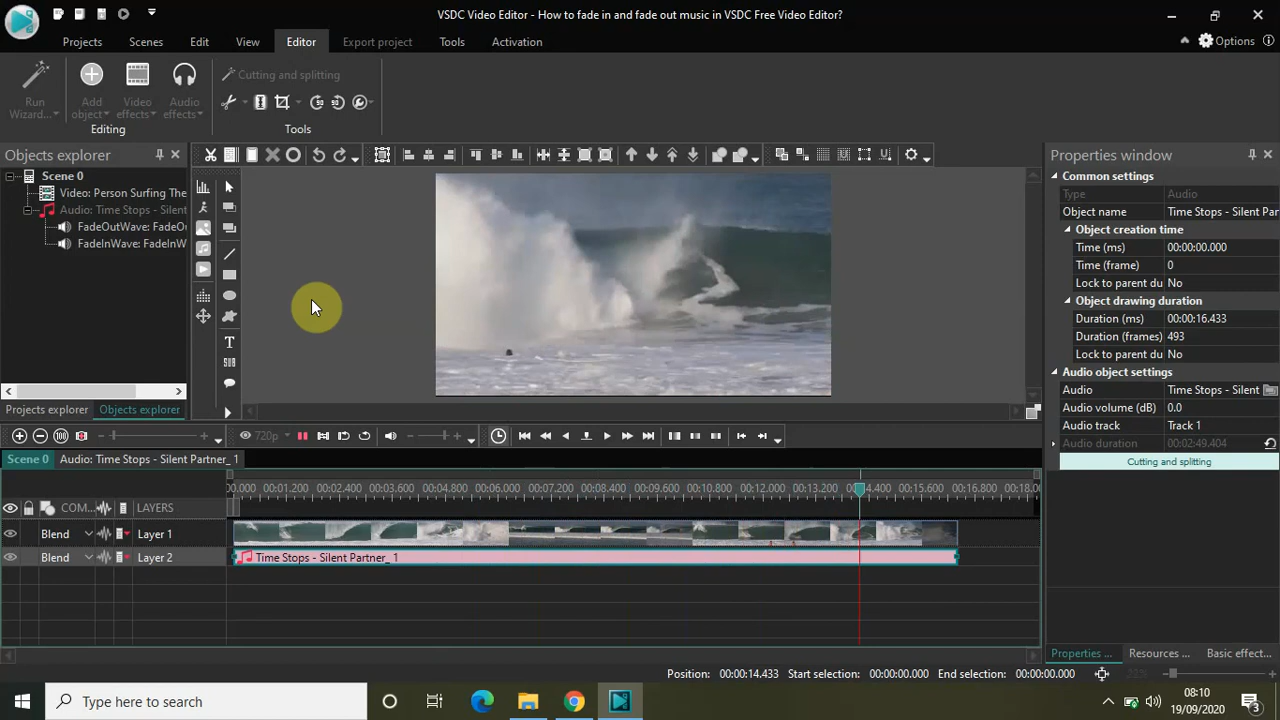 VSDC Video Editor - How to fade in and fade out music in VSDC Free Video Editor?
Projects Scenes Edit View Editor Export project Tools Activation Options
Run Wizard...
Add object
Video effects
Audio effects
Cutting and splitting
Editing
Tools
Objects explorer
Scene 0
Video: Person Surfing The
Audio: Time Stops - Silent
FadeOutWave: FadeO
FadeInWave: FadeInW
Projects explorer Objects explorer
Properties window
Common settings
Type Audio
Object name Time Stops - Silent Par
Object creation time
Time (ms) 00:00:00.000
Time (frame) 0
Lock to parent du No
Object drawing duration
Duration (ms) 00:00:16.433
Duration (frames) 493
Lock to parent du No
Audio object settings
Audio Time Stops - Silent
Audio volume (dB) 0.0
Audio track Track 1
Audio duration 00:02:49.404
Cutting and splitting
720p
Scene 0 Audio: Time Stops - Silent Partner_ 1
0.000 00:01.200 00:02.400 00:03.600 00:04.800 00:06.000 00:07.200 00:08.400 00:09.600 00:10.800 00:12.000 00:13.200 4.400 00:15.600 00:16.800 00:18.0
COM... LAYERS
Blend Layer 1
Blend Layer 2
Time Stops - Silent Partner_ 1
Properties ... Resources ... Basic effect...
Position: 00:00:14.433 Start selection: 00:00:00.000 End selection: 00:00:00.000
Type here to search
08:10
19/09/2020
3